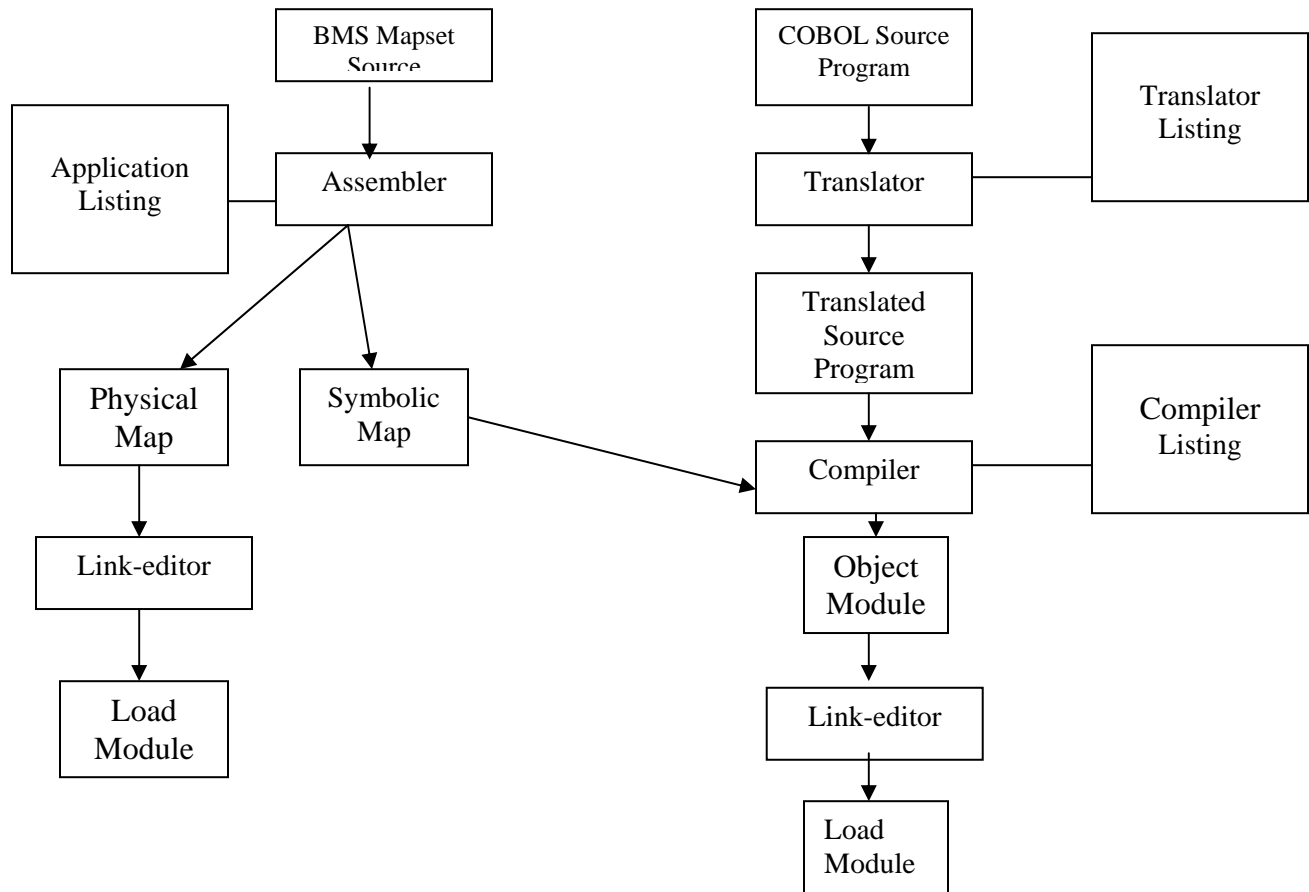 BMS Mapset
Source
COBOL Source
Program
Translator
Listing
Application
Listing
Assembler
Translator
Translated
Source
Program
Physical
Map
Symbolic
Map
Compiler
Listing
Compiler
Link-editor
Object
Module
Load
Module
Link-editor
Load
Module